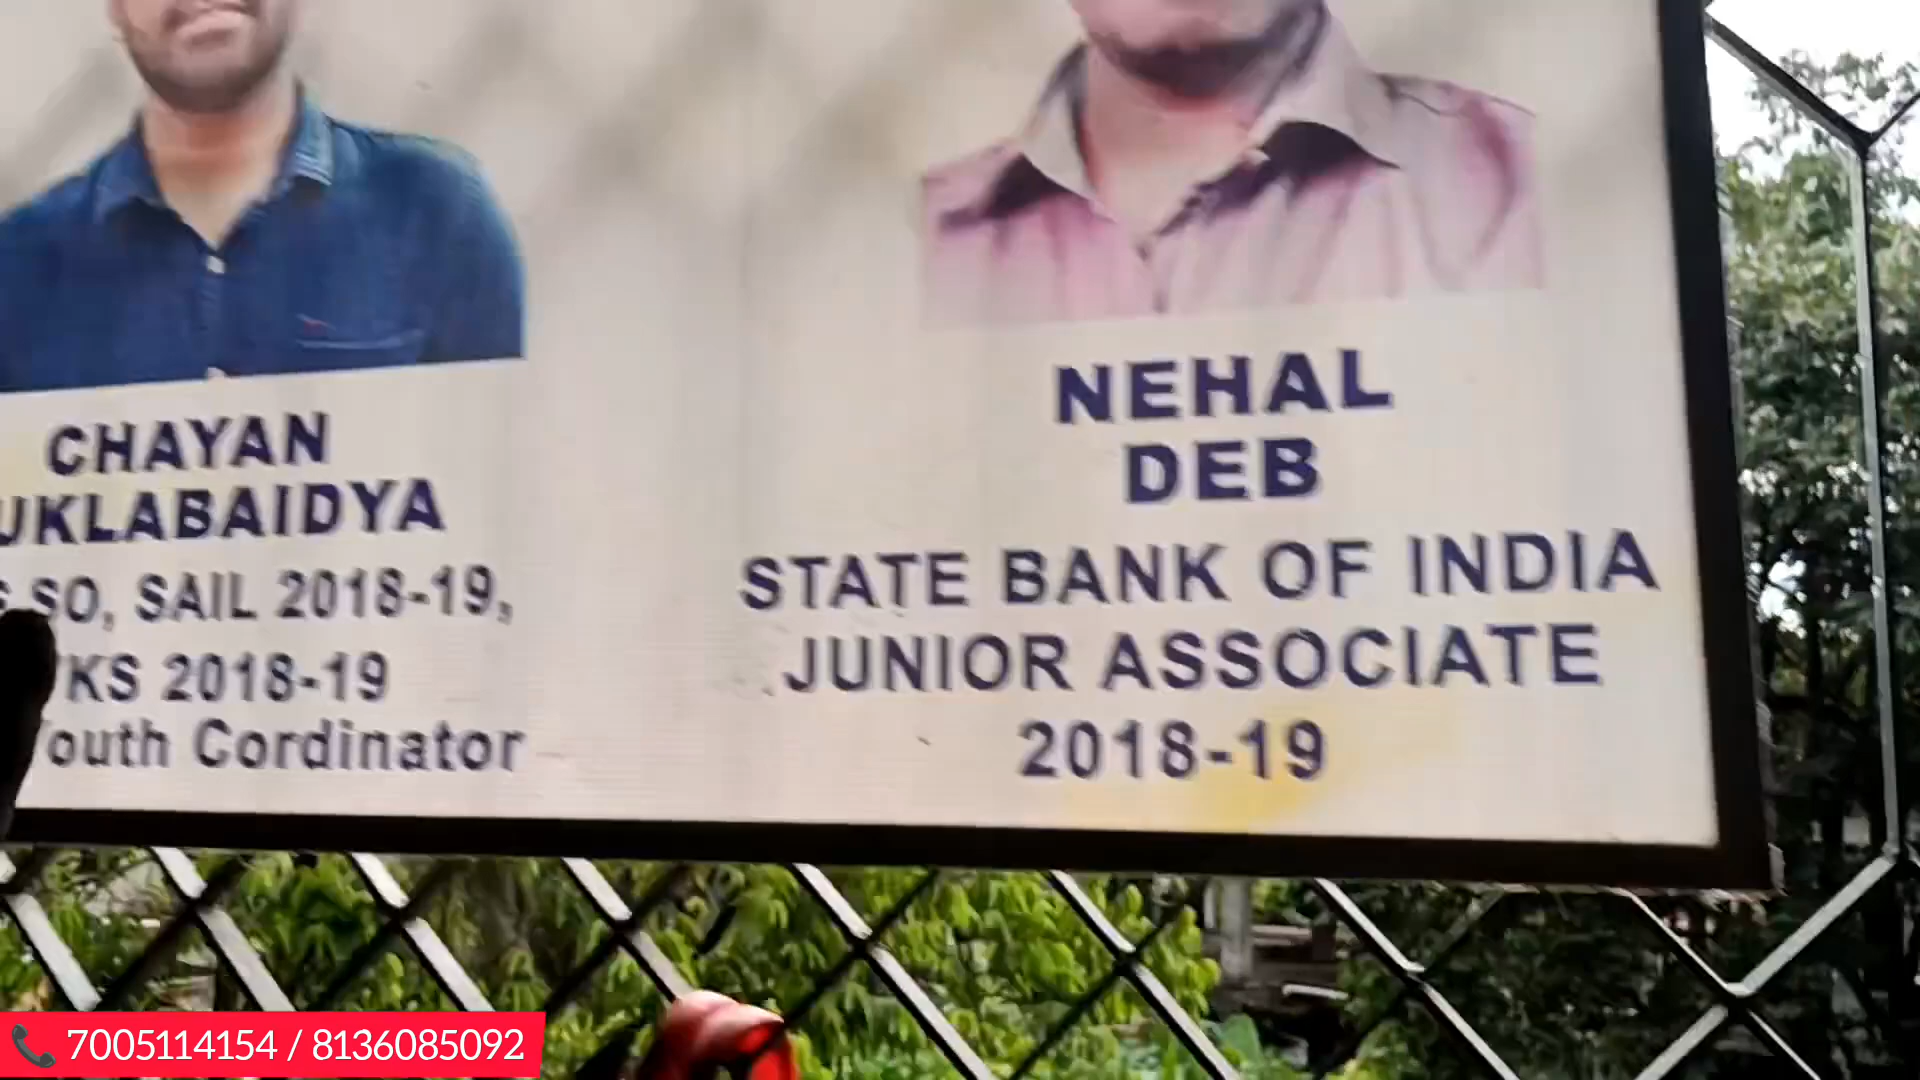 CHAYAN
UKLABAIDYA
SO, SAIL 2018-19,
KS 2018-19
outh Cordinator
NEHAL
DEB
STATE BANK OF INDIA
JUNIOR ASSOCIATE
2018-19
7005114154 / 8136085092